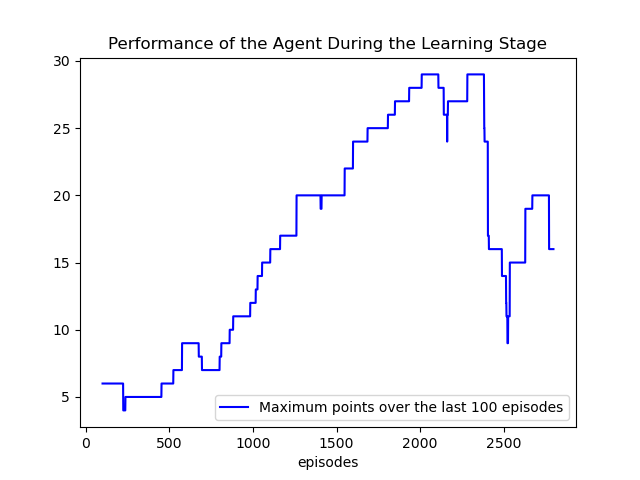 Performance of the Agent During the Learning Stage
30
25
20
15
10
5
Maximum points over the last 100 episodes
0 500 1000 1500 2000 2500
episodes